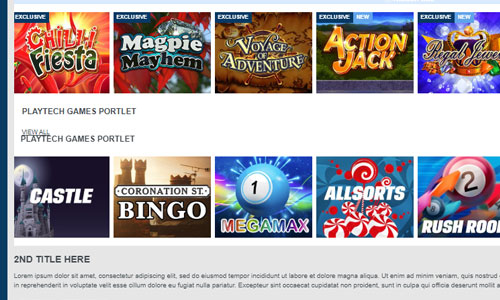 EXCLUSIVE EXCLUSIVE EXCLUSIVE EXCLUSIVE NEW EXCLUSIVE NEW
CHILLI Fiesta
Magpie Mayhem
VOYAGE OF ADVENTURE
ACTION JACK
Regal Jewels
PLAYTECH GAMES PORTLET
VIEW ALL
PLAYTECH GAMES PORTLET
CASTLE
CORONATION ST. BINGO
1
MEGAMAX
ALLSORTS
2
RUSH ROOM
2ND TITLE HERE
Lorem ipsum dolor sit amet, consectetur adipiscing elit, sed do eiusmod tempor incididunt ut labore et dolore magna aliqua. Ut enim ad minim veniam, quis nostrud
in reprehenderit in voluptate velit esse cillum dolore eu fugiat nulla pariatur. Excepteur sint occaecat cupidatat non proident, sunt in culpa qui officia deserunt mollit